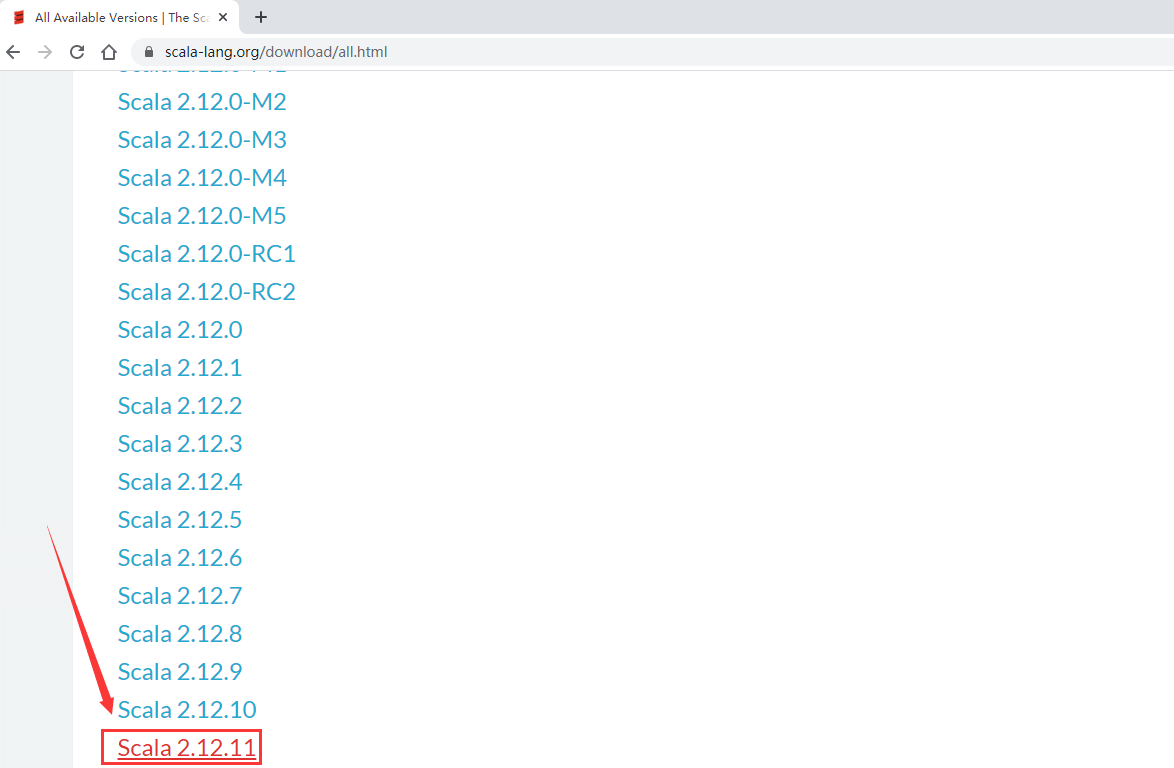 All Available Versions | The Sca
scala-lang.org/download/all.html
Scala 2.12.0-M2
Scala 2.12.0-M3
Scala 2.12.0-M4
Scala 2.12.0-M5
Scala 2.12.0-RC1
Scala 2.12.0-RC2
Scala 2.12.0
Scala 2.12.1
Scala 2.12.2
Scala 2.12.3
Scala 2.12.4
Scala 2.12.5
Scala 2.12.6
Scala 2.12.7
Scala 2.12.8
Scala 2.12.9
Scala 2.12.10
Scala 2.12.11